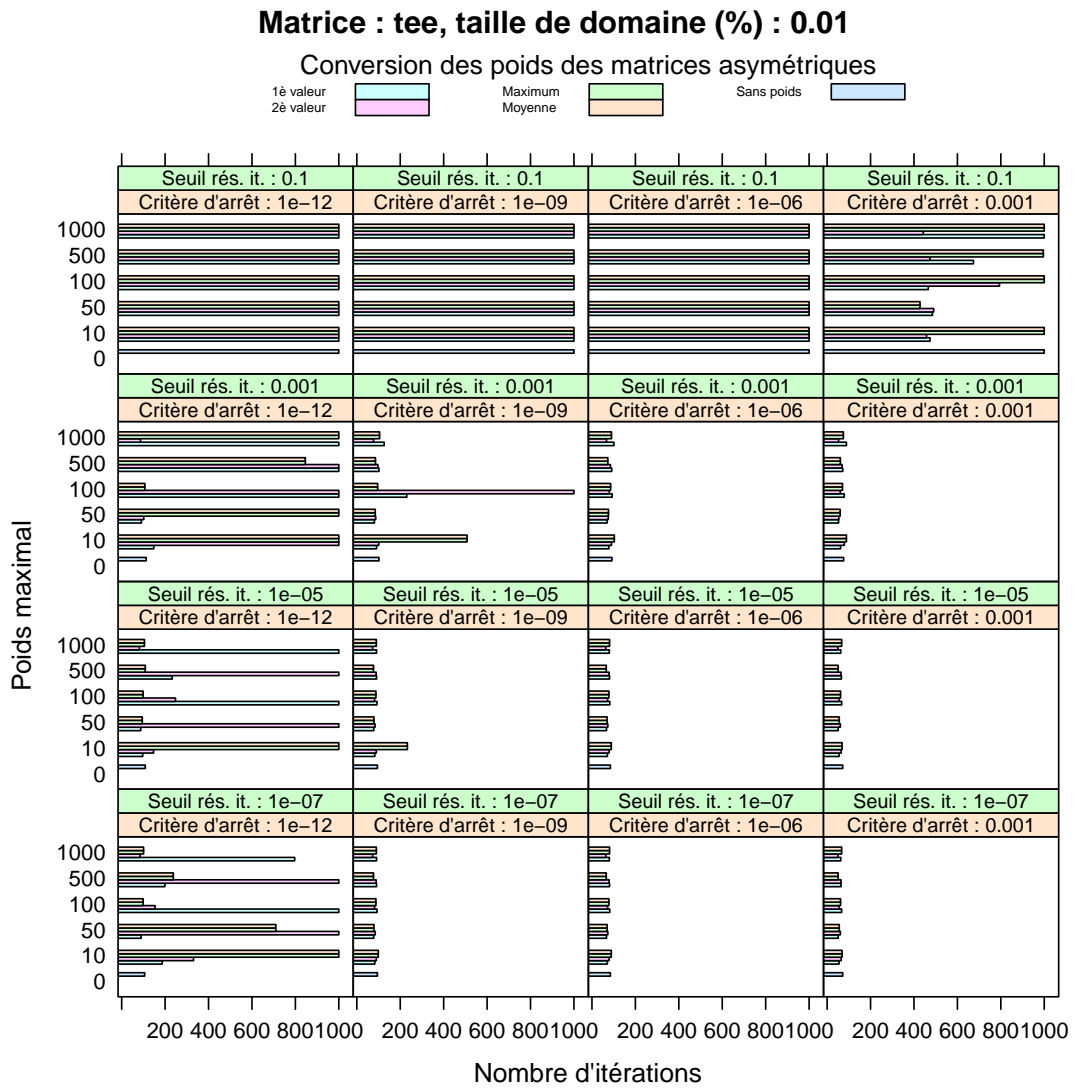 Matrice : tee, taille de domaine (%) : 0.01
Conversion des poids des matrices asymétriques
1è valeur Maximum Sans poids
2è valeur Moyenne
Seuil rés. it. : 0.1 Seuil rés. it. : 0.1 Seuil rés. it. : 0.1 Seuil rés. it. : 0.1
Critère d'arrêt : 1e−12 Critère d'arrêt : 1e−09 Critère d'arrêt : 1e−06 Critère d'arrêt : 0.001
1000
500
100
50
10
0
Seuil rés. it. : 0.001 Seuil rés. it. : 0.001 Seuil rés. it. : 0.001 Seuil rés. it. : 0.001
Critère d'arrêt : 1e−12 Critère d'arrêt : 1e−09 Critère d'arrêt : 1e−06 Critère d'arrêt : 0.001
1000
500
100
50
10
0
Seuil rés. it. : 1e−05 Seuil rés. it. : 1e−05 Seuil rés. it. : 1e−05 Seuil rés. it. : 1e−05
Critère d'arrêt : 1e−12 Critère d'arrêt : 1e−09 Critère d'arrêt : 1e−06 Critère d'arrêt : 0.001
1000
500
100
50
10
0
Seuil rés. it. : 1e−07 Seuil rés. it. : 1e−07 Seuil rés. it. : 1e−07 Seuil rés. it. : 1e−07
Critère d'arrêt : 1e−12 Critère d'arrêt : 1e−09 Critère d'arrêt : 1e−06 Critère d'arrêt : 0.001
1000
500
100
50
10
0
Poids maximal
200 400 600 800 1000 200 400 600 800 1000 200 400 600 800 1000 200 400 600 800 1000
Nombre d'itérations